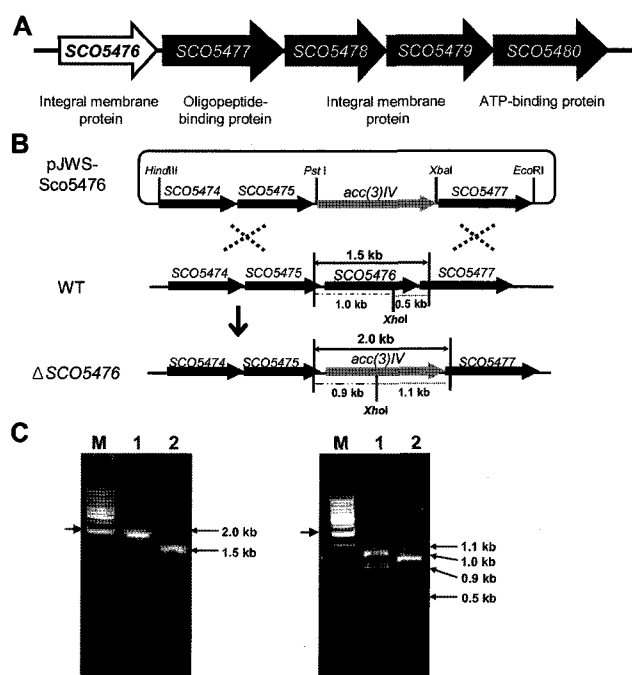 A
SCO5476 SCO5477 SCO5478 SCO5479 SCO5480
Integral membrane protein
Oligopeptide-binding protein
Integral membrane protein
ATP-binding protein
B
pJWS-Sco5476
HindIII PstI XbaI EcoRI
SCO5474 SCO5475 acc(3)IV SCO5477
1.5 kb
WT
SCO5474 SCO5475 SCO5476 SCO5477
1.0 kb 0.5 kb
XhoI
2.0 kb
ΔSCO5476
SCO5474 SCO5475 acc(3)IV SCO5477
0.9 kb 1.1 kb
XhoI
C
M 1 2
2.0 kb
1.5 kb
M 1 2
1.1 kb
1.0 kb
0.9 kb
0.5 kb